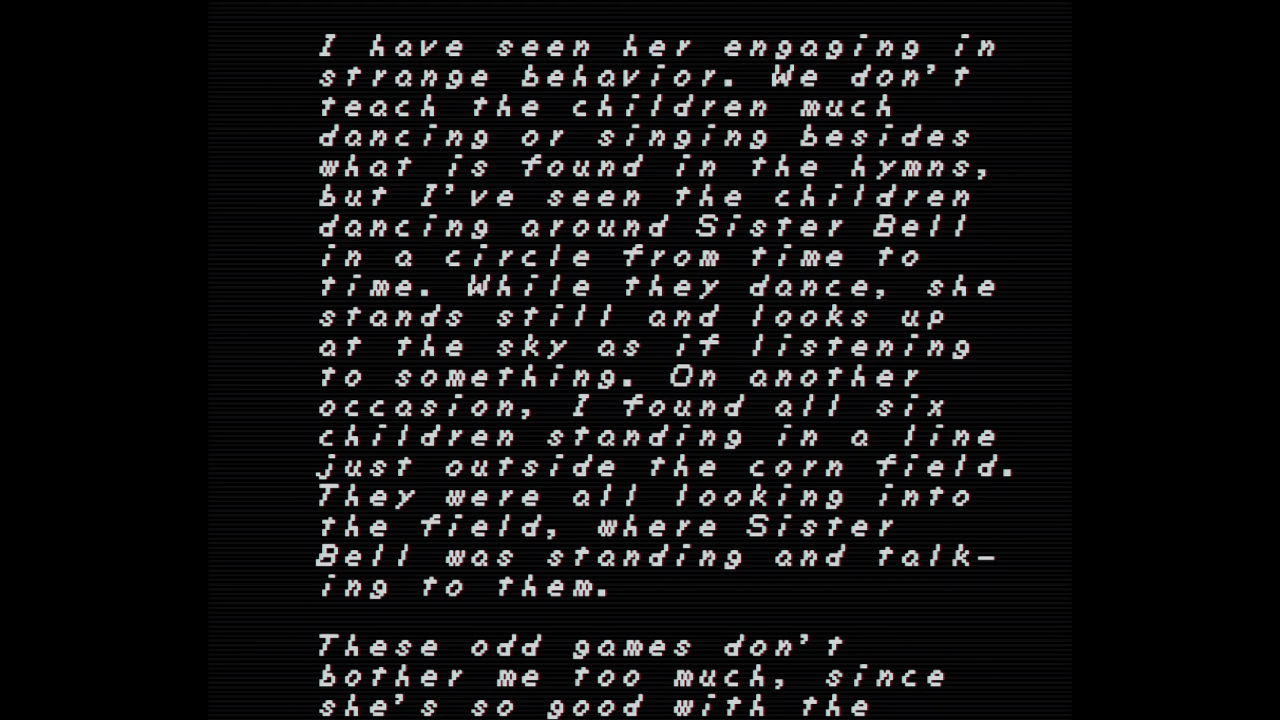 I have seen her engaging in
strange behavior. We don't
teach the children much
dancing or singing besides
what is found in the hymns,
but I've seen the children
dancing around Sister Bell
in a circle from time to
time. While they dance, she
stands still and looks up
at the sky as if listening
to something. On another
occasion, I found all six
children standing in a line
just outside the corn field.
They were all looking into
the field, where Sister
Bell was standing and talk-
ing to them.

These odd games don't
bother me too much, since
she's so good with the